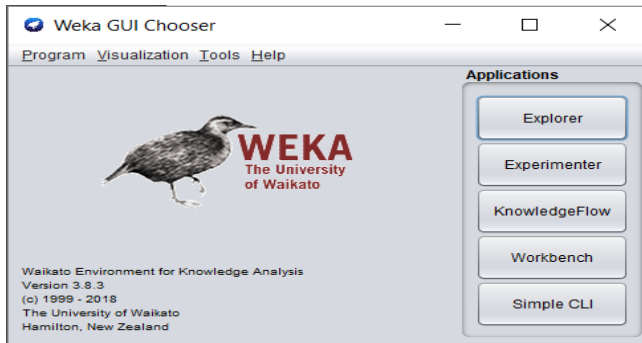 Weka GUI Chooser
Program Visualization Tools Help
Applications
Explorer
Experimenter
KnowledgeFlow
Workbench
Simple CLI
WEKA
The University
of Waikato
Waikato Environment for Knowledge Analysis
Version 3.8.3
(c) 1999 - 2018
The University of Waikato
Hamilton, New Zealand